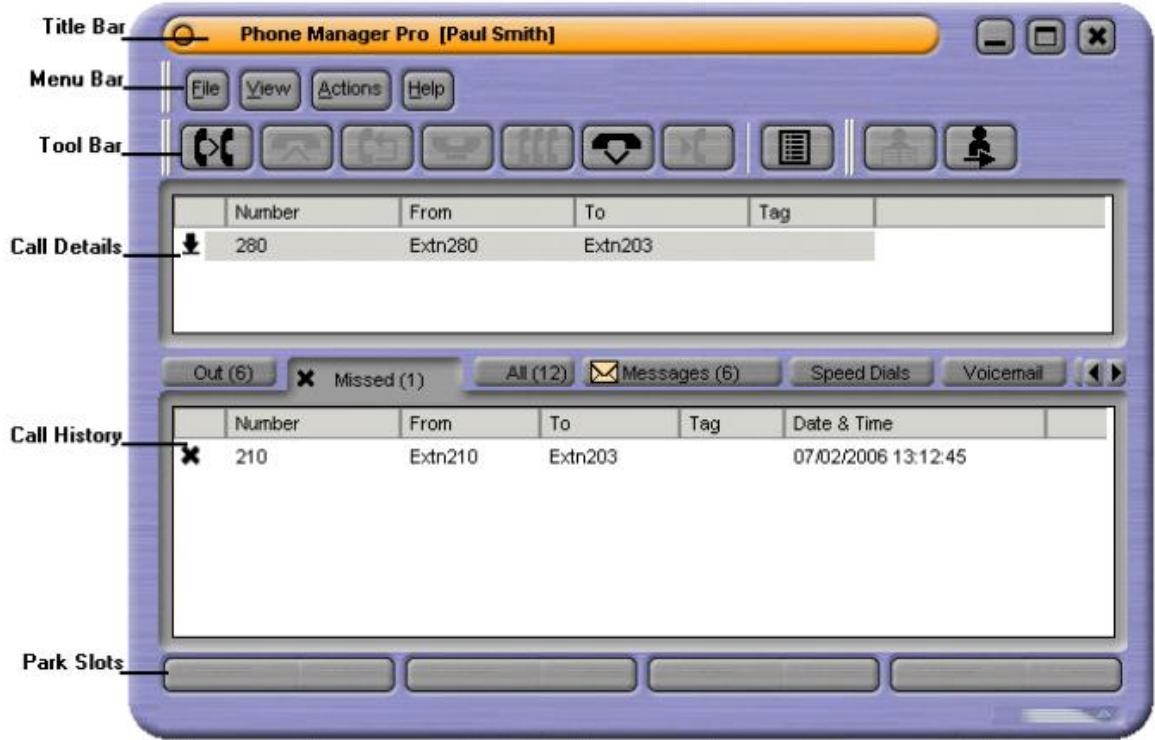 Title Bar
Phone Manager Pro [Paul Smith]
Menu Bar
File View Actions Help
Tool Bar
Number From To Tag
Call Details
280 Extn280 Extn203
Out (6) Missed (1) All (12) Messages (6) Speed Dials Voicemail
Number From To Tag Date & Time
Call History
210 Extn210 Extn203 07/02/2006 13:12:45
Park Slots